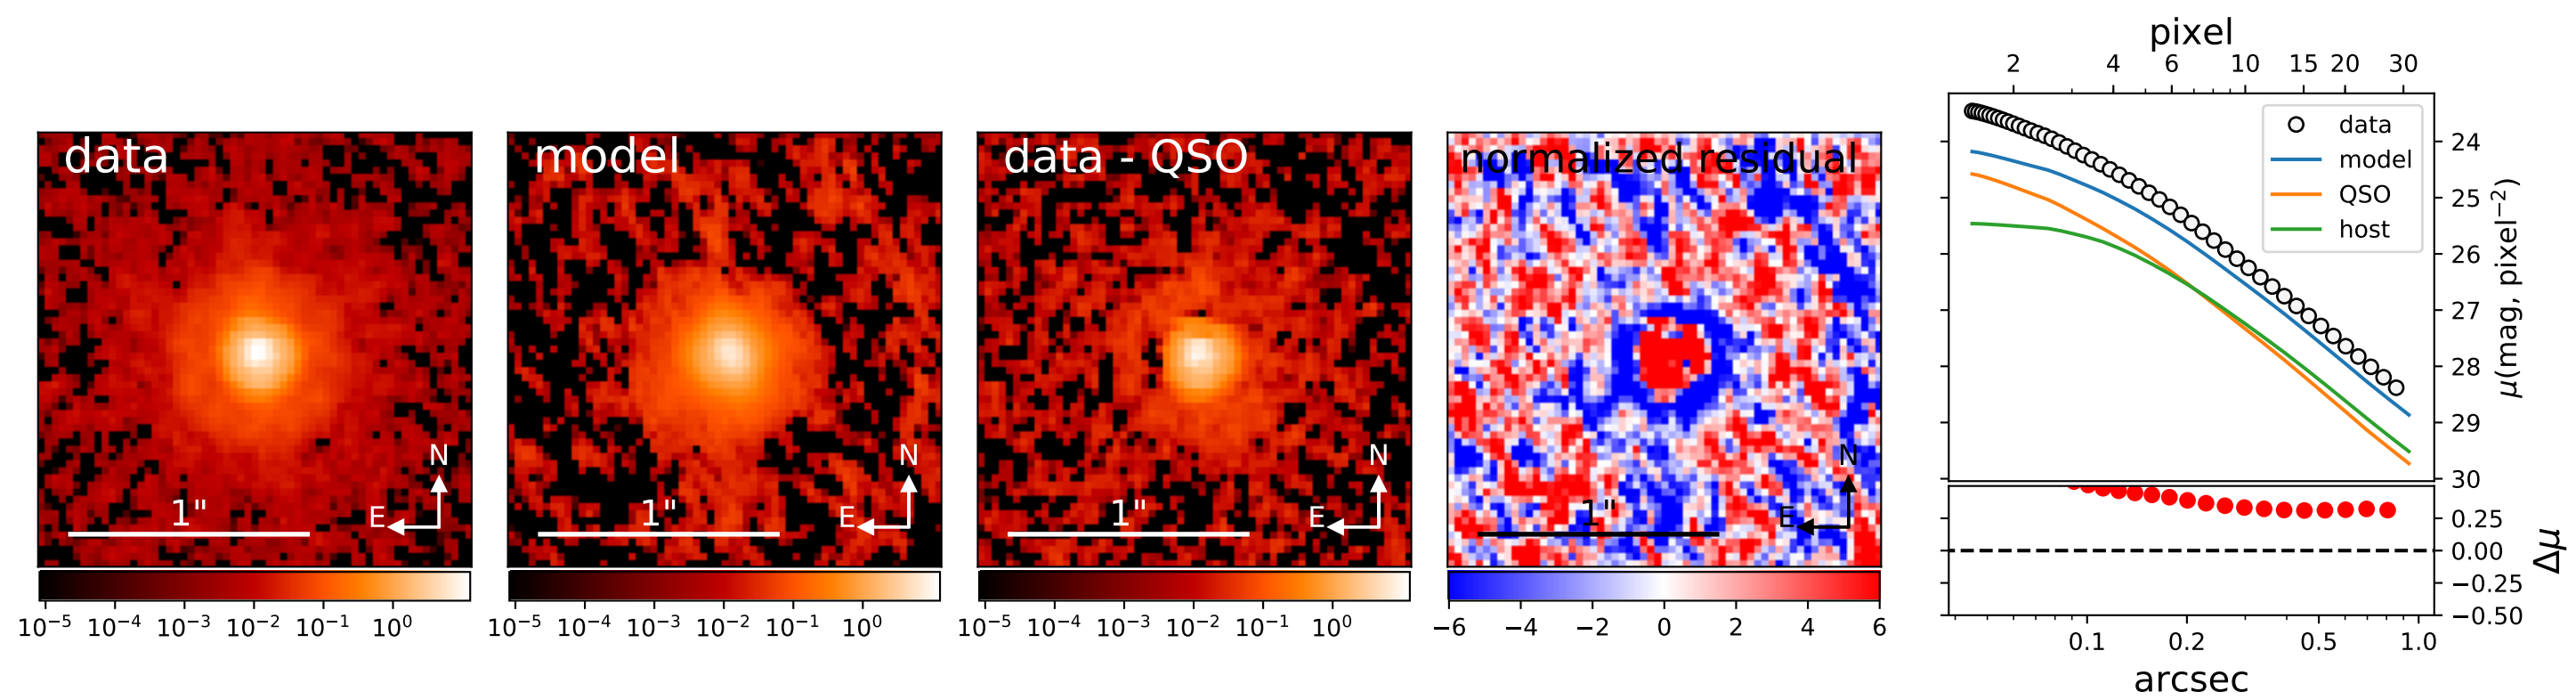 data
1"
N
E
10⁻⁵ 10⁻⁴ 10⁻³ 10⁻² 10⁻¹ 10⁰
model
1"
N
E
10⁻⁵ 10⁻⁴ 10⁻³ 10⁻² 10⁻¹ 10⁰
data - QSO
1"
N
E
10⁻⁵ 10⁻⁴ 10⁻³ 10⁻² 10⁻¹ 10⁰
normalized residual
1"
N
E
−6 −4 −2 0 2 4 6
pixel
2 4 6 10 15 20 30
data
model
QSO
host
24
25
26
27
28
29
30
μ(mag, pixel⁻²)
0.25
0.00
−0.25
−0.50
Δμ
0.1 0.2 0.5 1.0
arcsec